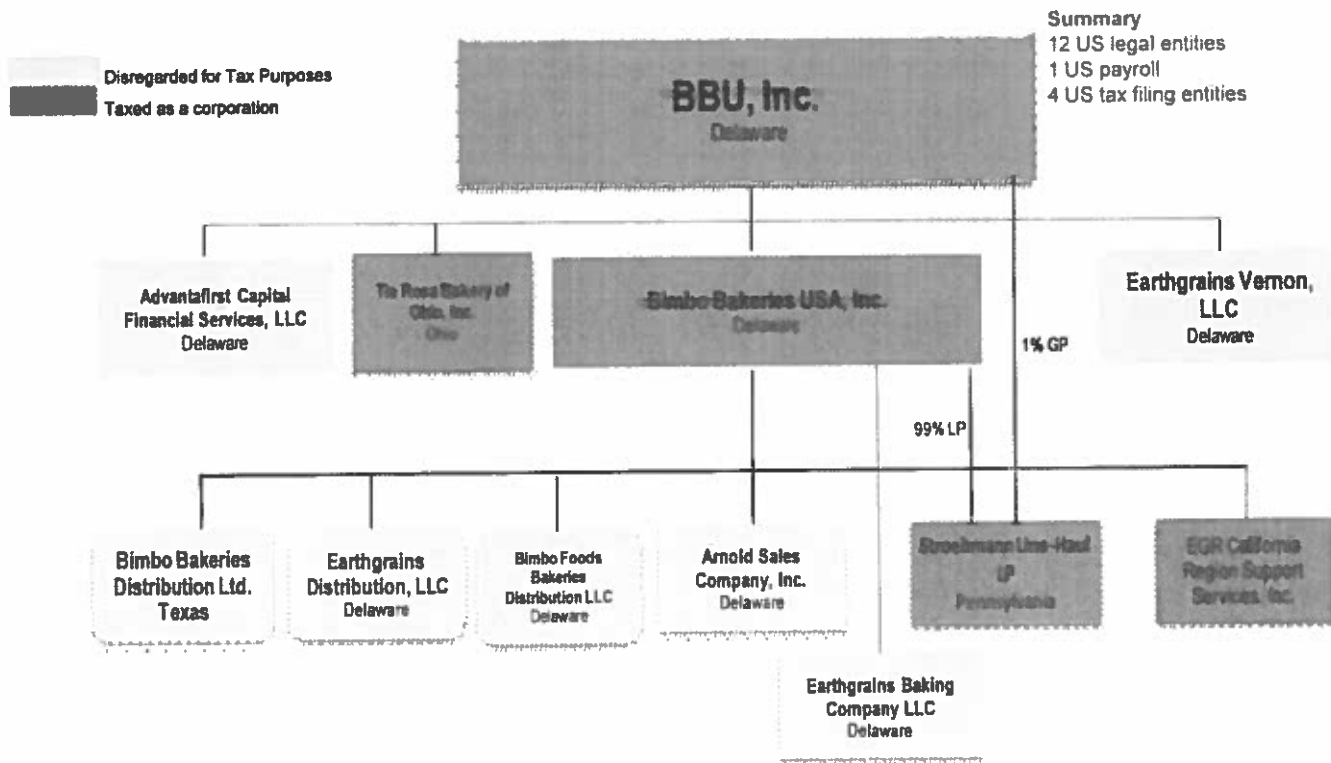 Summary
12 US legal entities
1 US payroll
4 US tax filing entities
Disregarded for Tax Purposes
Taxed as a corporation
BBU, Inc.
Delaware
Advantafirst Capital
Financial Services, LLC
Delaware
Tia Rosa Bakery of
Ohio, Inc.
Ohio
Bimbo Bakeries USA, Inc.
Delaware
Earthgrains Vernon,
LLC
Delaware
1% GP
99% LP
Bimbo Bakeries
Distribution Ltd.
Texas
Earthgrains
Distribution, LLC
Delaware
Bimbo Foods
Bakeries
Distribution LLC
Delaware
Arnold Sales
Company, Inc.
Delaware
Stroehmann Line-Haul
LP
Pennsylvania
EGR California
Region Support
Services, Inc.
Earthgrains Baking
Company LLC
Delaware